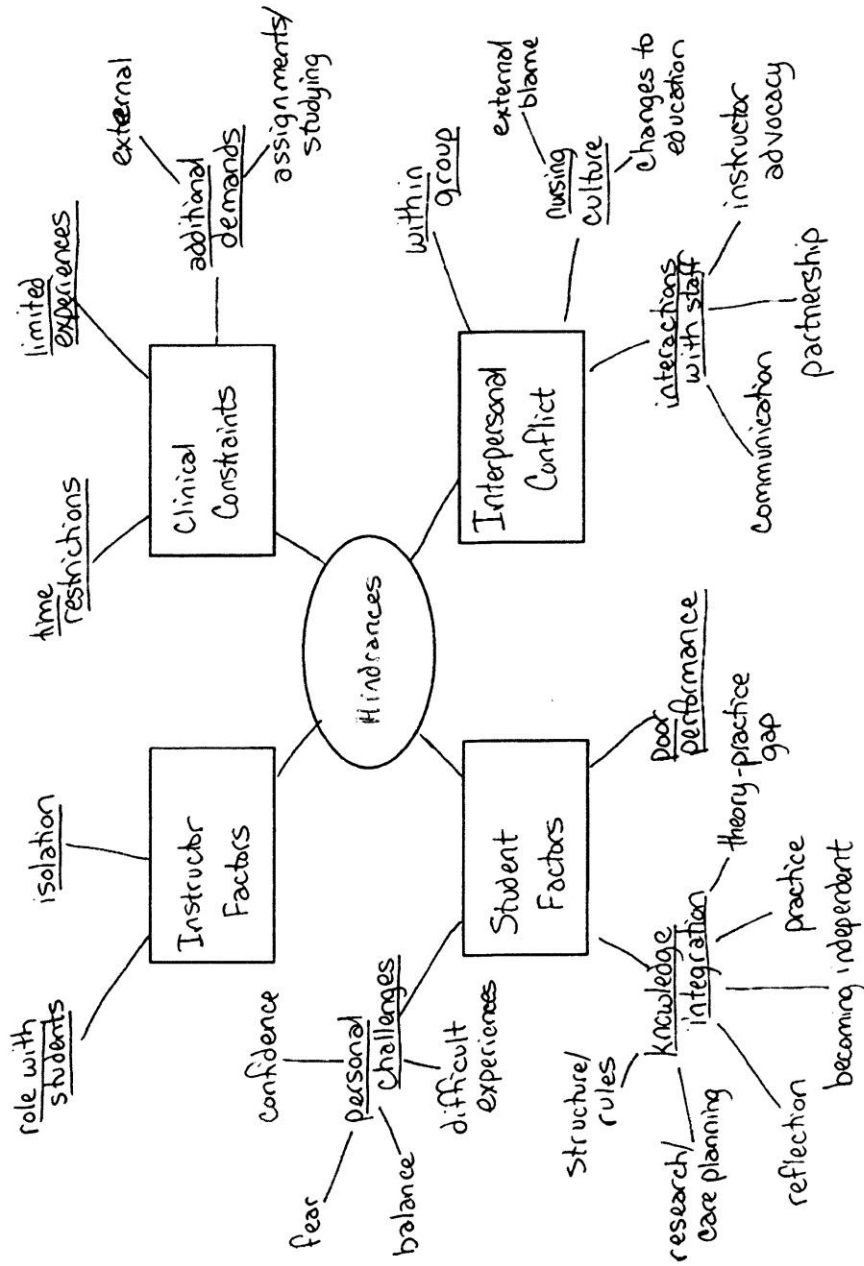 Hindrances
Instructor
Factors
role with
students
isolation
Clinical
Constraints
time
restrictions
limited
experiences
additional
demands
external
assignments/
studying
Interpersonal
Conflict
within
group
nursing
culture
external
blame
changes to
education
interactions
with staff
communication
partnership
instructor
advocacy
Student
Factors
personal
challenges
confidence
fear
balance
difficult
experiences
knowledge
integration
structure/
rules
research/
care planning
reflection
becoming independent
practice
theory-practice
gap
poor
performance